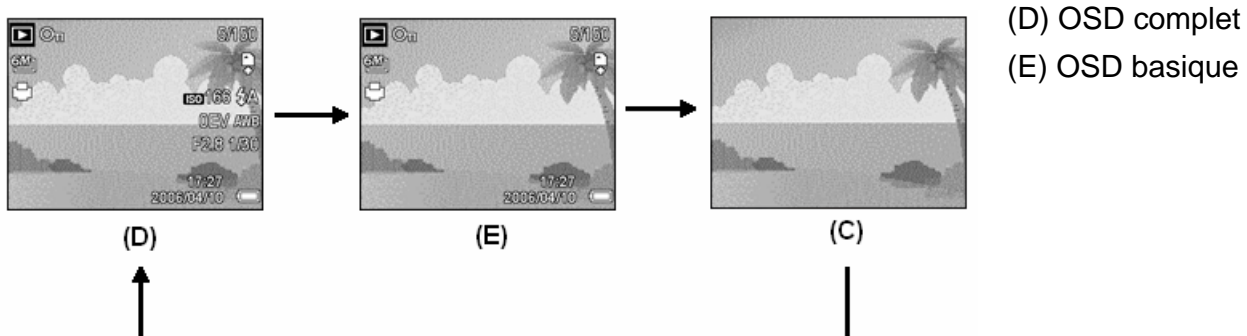 (D) OSD complet
(E) OSD basique
5/150
6M
ISO 166 A
0EV AWB
F2.8 1/30
17:27
2006/04/10
5/150
6M
17:27
2006/04/10
(D)
(E)
(C)